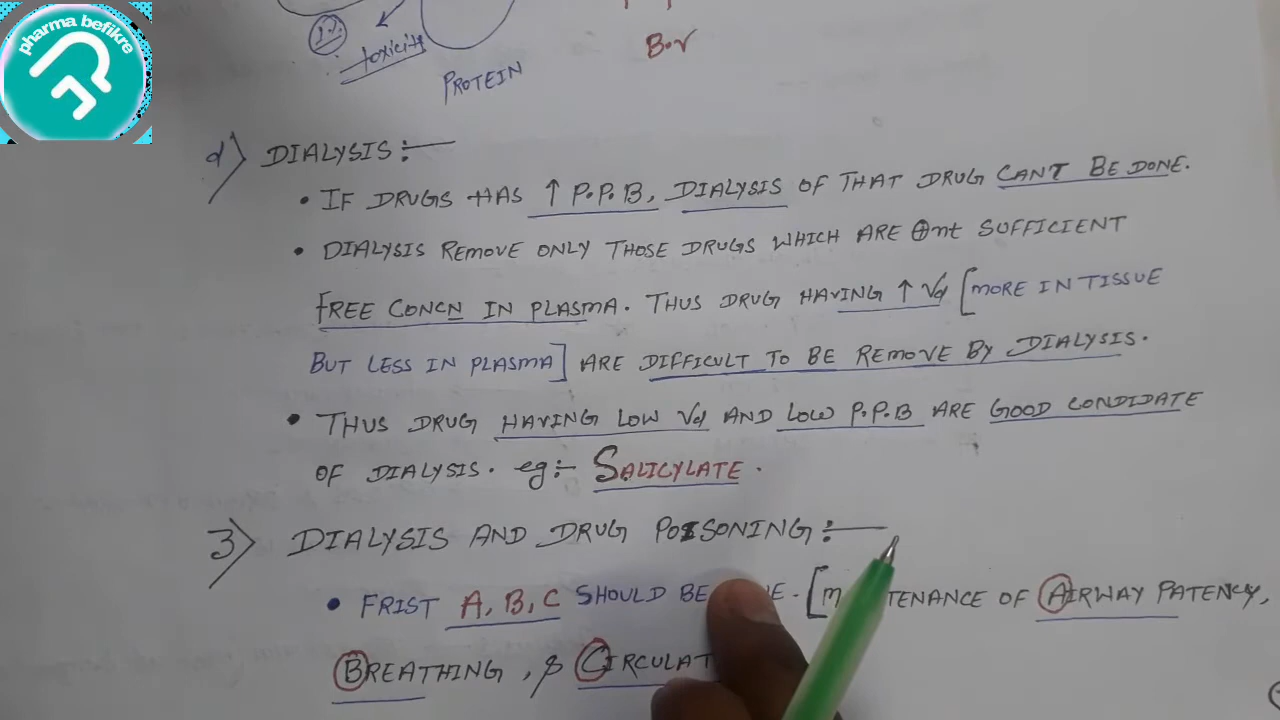 pharma befikre
1%
toxicity
PROTEIN
B.V
d) DIALYSIS :—
• IF DRUGS HAS ↑ P.P.B, DIALYSIS OF THAT DRUG CAN'T BE DONE.
• DIALYSIS REMOVE ONLY THOSE DRUGS WHICH ARE ⊕nt SUFFICIENT
FREE CONCN IN PLASMA. THUS DRUG HAVING ↑ Vd [MORE IN TISSUE
BUT LESS IN PLASMA] ARE DIFFICULT TO BE REMOVE BY DIALYSIS.
• THUS DRUG HAVING LOW Vd AND LOW P.P.B ARE GOOD CONDIDATE
OF DIALYSIS. eg:- SALICYLATE.
3) DIALYSIS AND DRUG POISONING :—
• FRIST A, B, C SHOULD BE [ OF AIRWAY PATENCY,
BREATHING, &